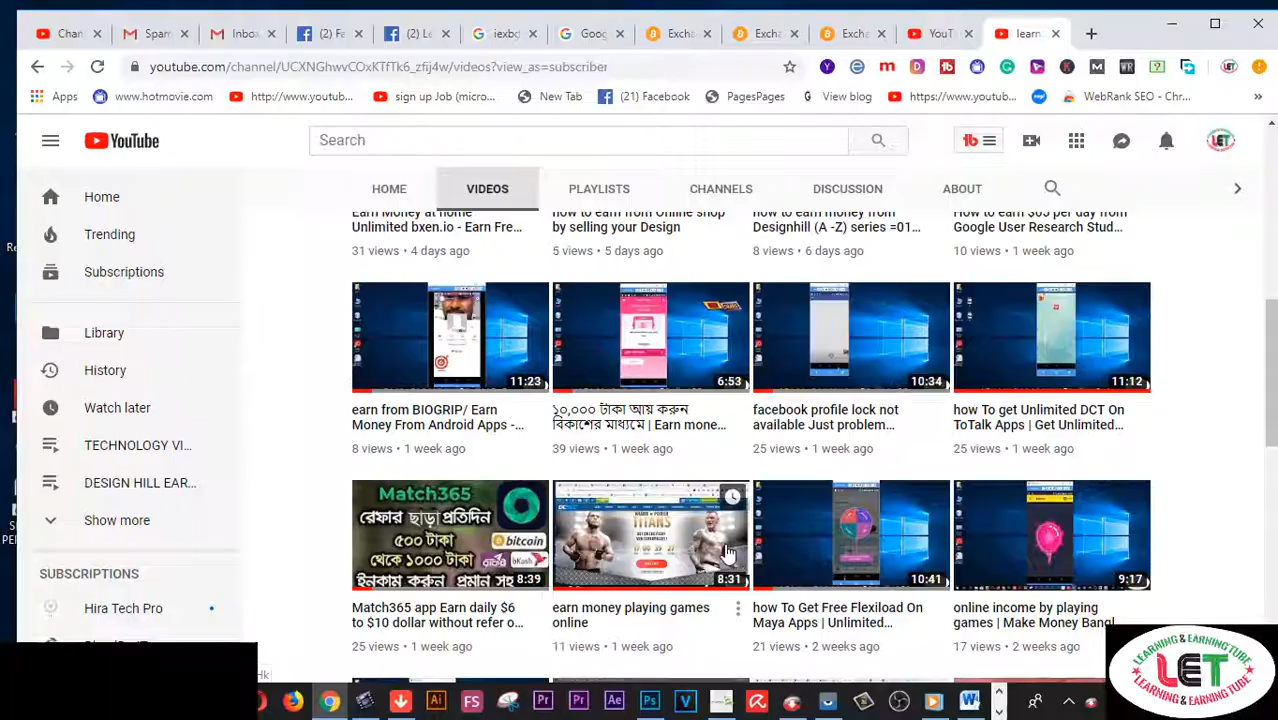 Chan
Spam
Inbo
(2) Fa
(2) Le
iexbg
Goog
Excha
Excha
Excha
YouT
learn
youtube.com/channel/UCXNGhwvCOxKTfTk6_zfij4w/videos?view_as=subscriber
Apps
www.hotmovie.com
http://www.youtub...
sign up Job (micro...
New Tab
(21) Facebook
PagesPages
View blog
https://www.youtub...
WebRank SEO - Chr...
YouTube
Search
Home
Trending
Subscriptions
Library
History
Watch later
TECHNOLOGY VI...
DESIGN HILL EAR...
Show more
SUBSCRIPTIONS
Hira Tech Pro
HOME
VIDEOS
PLAYLISTS
CHANNELS
DISCUSSION
ABOUT
Earn Money at home
Unlimited bxen.io - Earn Fre...
31 views · 4 days ago
how to earn from Online shop
by selling your Design
5 views · 5 days ago
how to earn money from
Designhill (A -Z) series =01...
8 views · 6 days ago
How to earn $65 per day from
Google User Research Stud...
10 views · 1 week ago
11:23
earn from BIOGRIP/ Earn
Money From Android Apps -...
8 views · 1 week ago
6:53
১০,০০০ টাকা আয় করুন
বিকাশের মাধ্যমে | Earn mone...
39 views · 1 week ago
10:34
facebook profile lock not
available Just problem...
25 views · 1 week ago
11:12
how To get Unlimited DCT On
ToTalk Apps | Get Unlimited...
25 views · 1 week ago
Match365
রেফার ছাড়া প্রতিদিন
৫০০ টাকা
থেকে ১০০০ টাকা
ইনকাম করুন প্রমান সহ
bitcoin
bKash
8:39
Match365 app Earn daily $6
to $10 dollar without refer o...
25 views · 1 week ago
TITANS
8:31
earn money playing games
online
11 views · 1 week ago
10:41
how To Get Free Flexiload On
Maya Apps | Unlimited...
21 views · 2 weeks ago
9:17
online income by playing
games | Make Money Bang!
17 views · 2 weeks ago
LEARNING & EARNING TUBE
LET
LEARNING & EARNING TUBE